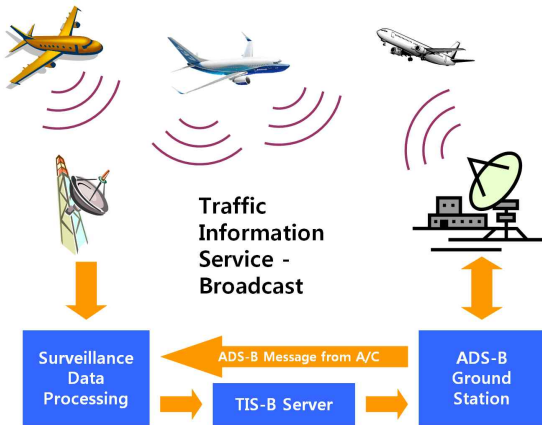 Traffic
Information
Service -
Broadcast
Surveillance
Data
Processing
ADS-B Message from A/C
TIS-B Server
ADS-B
Ground
Station